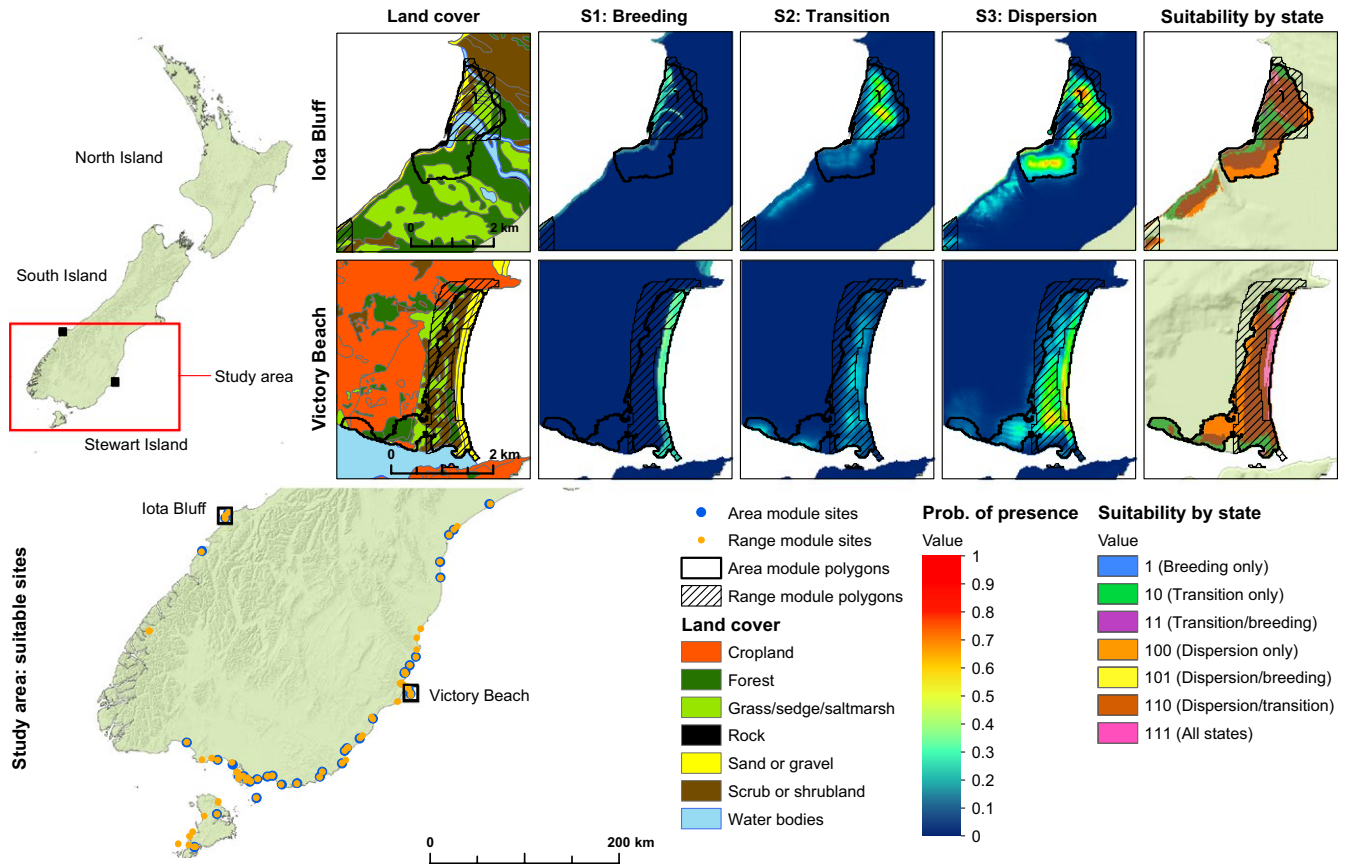 Land cover
S1: Breeding
S2: Transition
S3: Dispersion
Suitability by state
North Island
South Island
Study area
Stewart Island
Iota Bluff
0 2 km
Victory Beach
0 2 km
Study area: suitable sites
Iota Bluff
Victory Beach
0 200 km
Area module sites
Range module sites
Area module polygons
Range module polygons
Land cover
Cropland
Forest
Grass/sedge/saltmarsh
Rock
Sand or gravel
Scrub or shrubland
Water bodies
Prob. of presence
Value
1
0.9
0.8
0.7
0.6
0.5
0.4
0.3
0.2
0.1
0
Suitability by state
Value
1 (Breeding only)
10 (Transition only)
11 (Transition/breeding)
100 (Dispersion only)
101 (Dispersion/breeding)
110 (Dispersion/transition)
111 (All states)